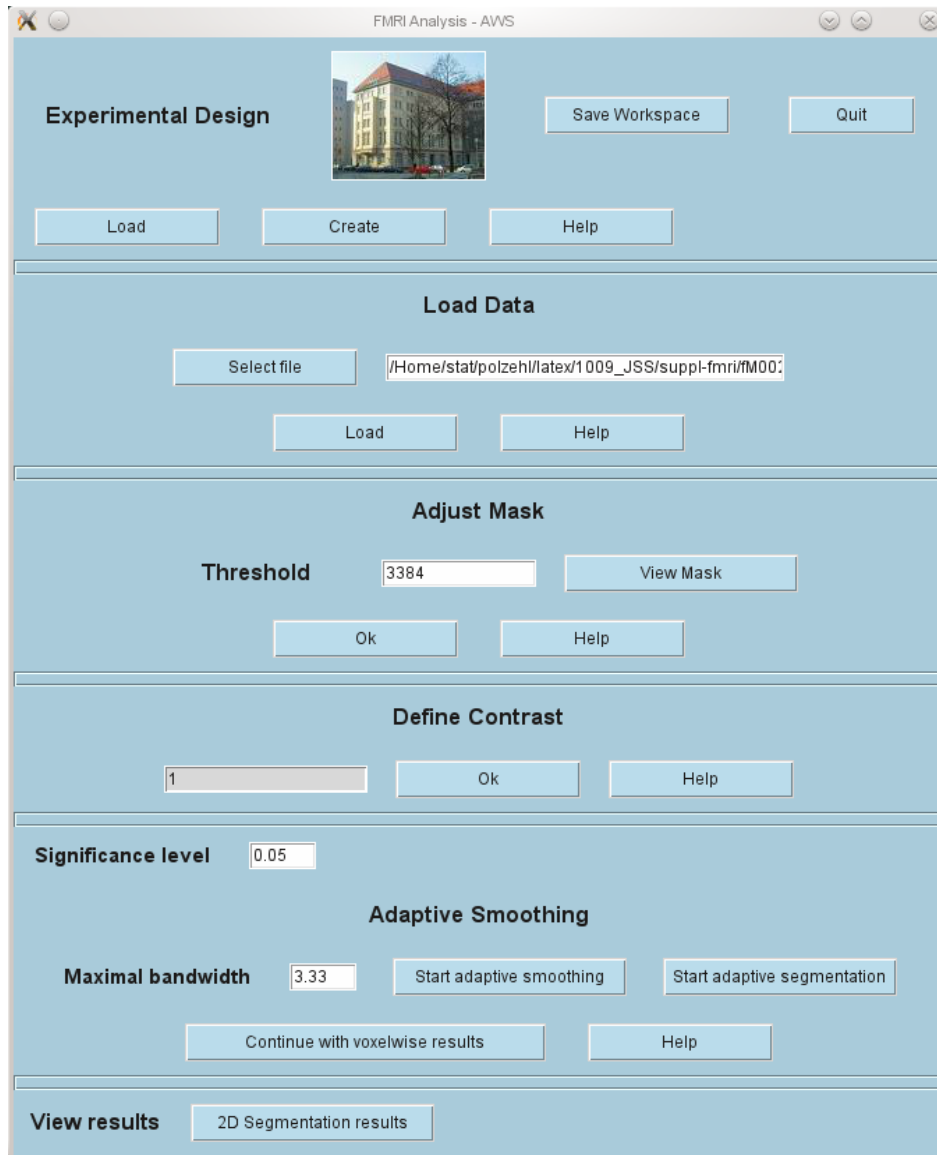 FMRI Analysis - AWS
Experimental Design
Save Workspace
Quit
Load
Create
Help
Load Data
Select file
/Home/stat/polzehl/latex/1009_JSS/suppl-fmri/fM00
Load
Help
Adjust Mask
Threshold
3384
View Mask
Ok
Help
Define Contrast
1
Ok
Help
Significance level
0.05
Adaptive Smoothing
Maximal bandwidth
3.33
Start adaptive smoothing
Start adaptive segmentation
Continue with voxelwise results
Help
View results
2D Segmentation results